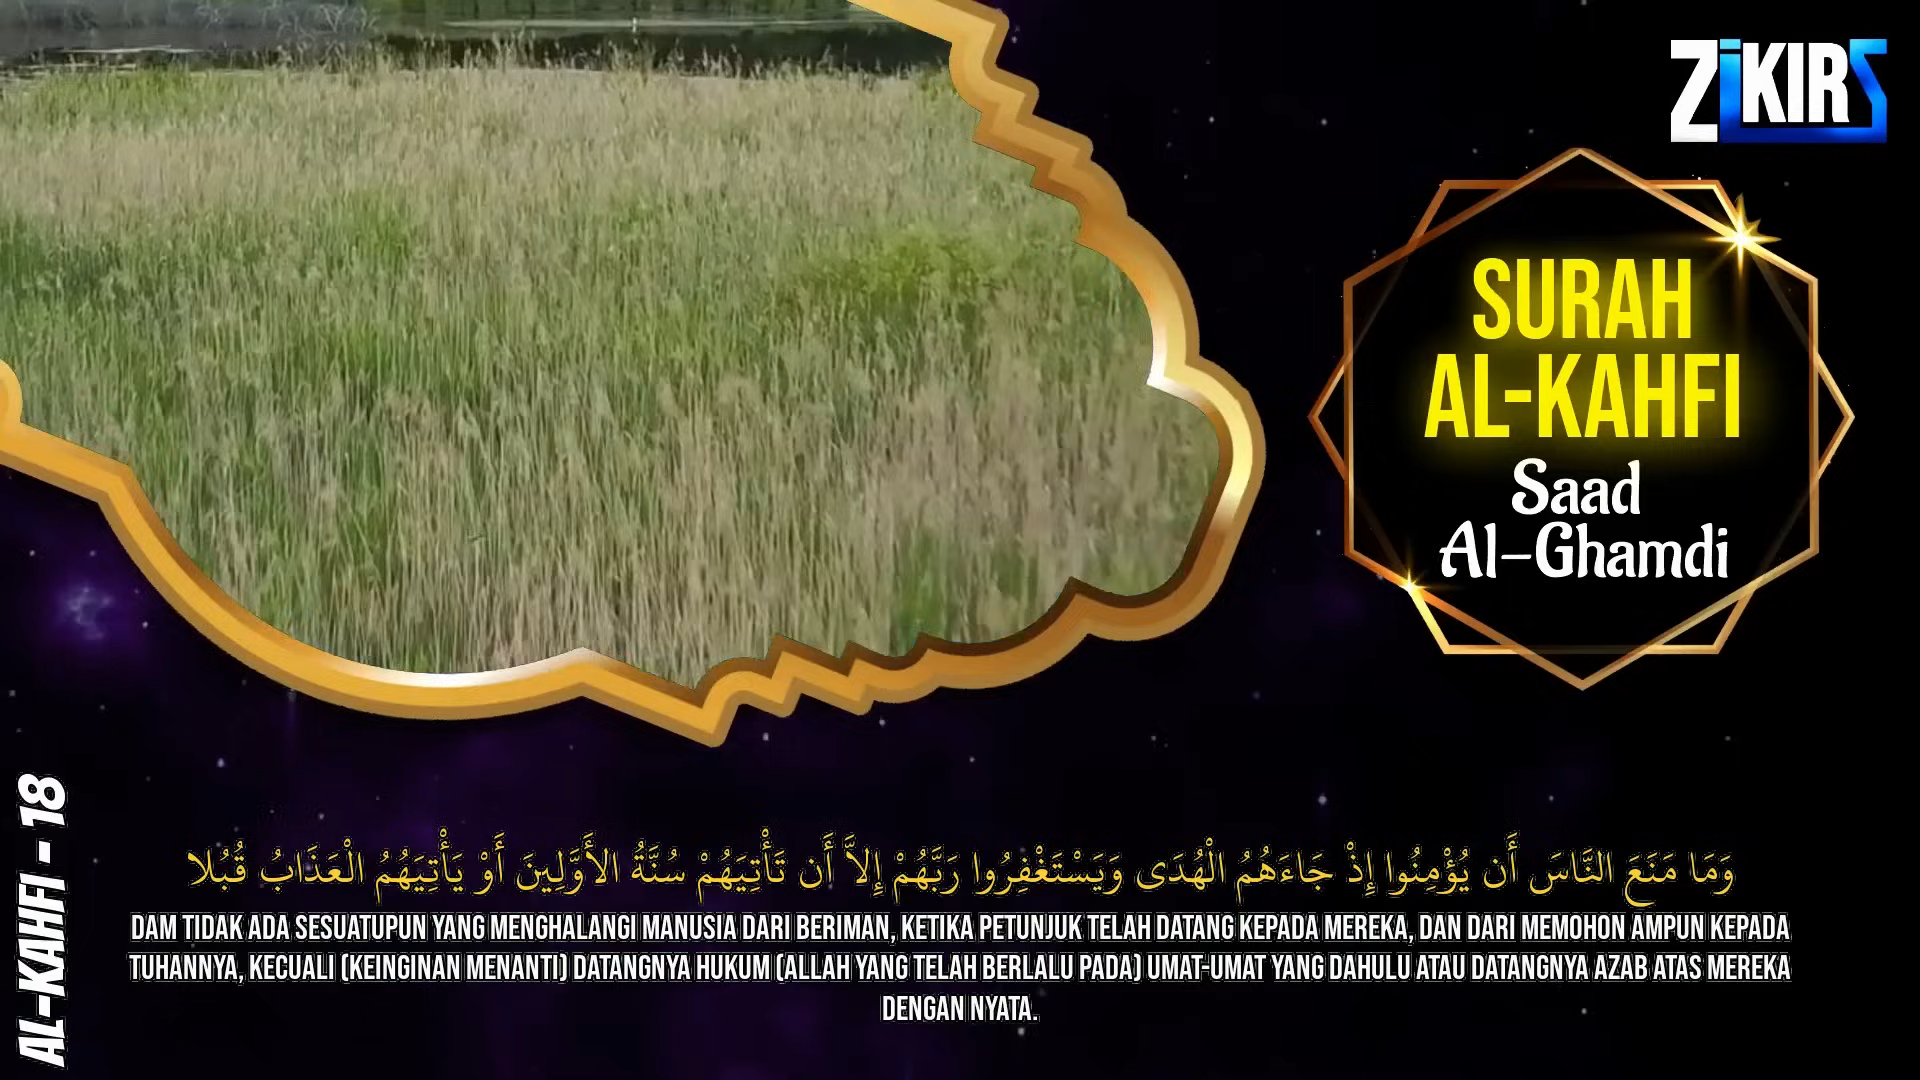 ZiKIRS
SURAH
AL-KAHFI
Saad
Al-Ghamdi
AL-KAHFI - 18
وَمَا مَنَعَ النَّاسَ أَن يُؤْمِنُوا إِذْ جَاءَهُمُ الْهُدَى وَيَسْتَغْفِرُوا رَبَّهُمْ إِلاَّ أَن تَأْتِيَهُمْ سُنَّةُ الأَوَّلِينَ أَوْ يَأْتِيَهُمُ الْعَذَابُ قُبُلا
DAM TIDAK ADA SESUATUPUN YANG MENGHALANGI MANUSIA DARI BERIMAN, KETIKA PETUNJUK TELAH DATANG KEPADA MEREKA, DAN DARI MEMOHON AMPUN KEPADA
TUHANNYA, KECUALI (KEINGINAN MENANTI) DATANGNYA HUKUM (ALLAH YANG TELAH BERLALU PADA) UMAT-UMAT YANG DAHULU ATAU DATANGNYA AZAB ATAS MEREKA
DENGAN NYATA.